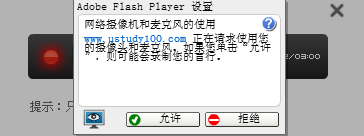 Adobe Flash Player 设置
网络摄像机和麦克风的使用
www.ustudy100.com 正在请求使用您
的摄像头和麦克风。如果您单击“允许
”，则可能会录制您的音行。
/03:00
提示：
允许
拒绝